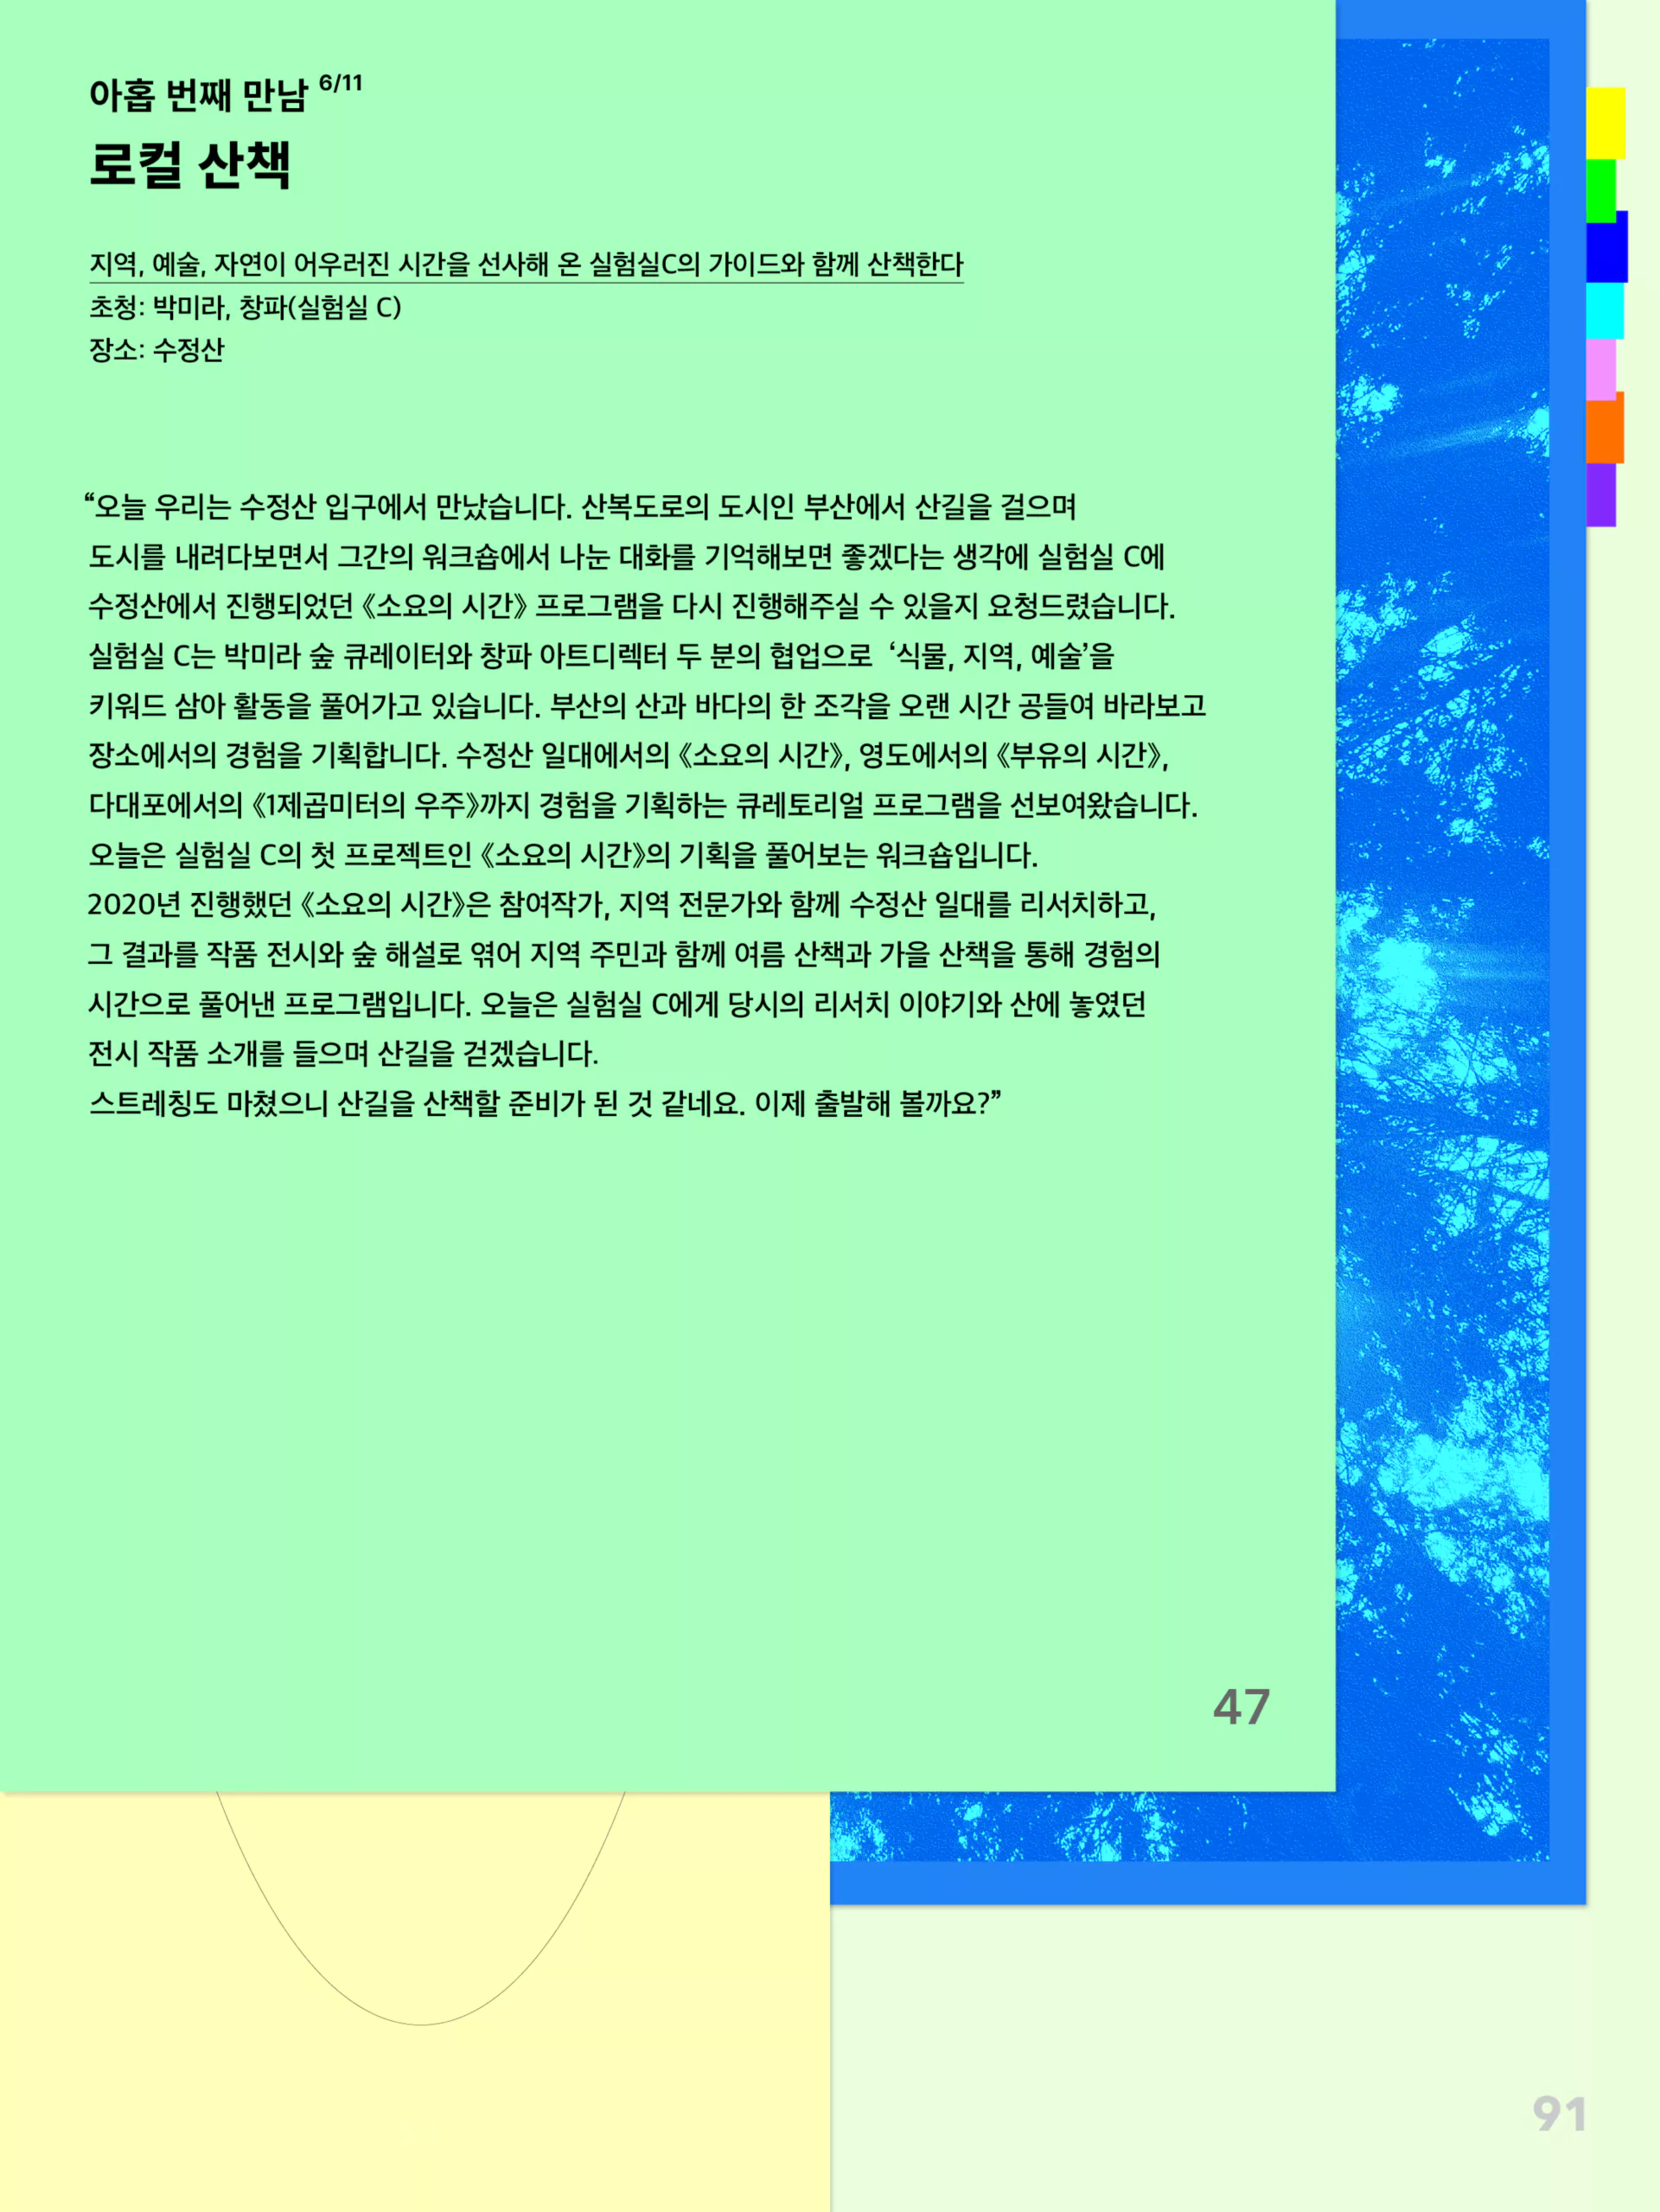 아홉 번째 만남 6/11
로컬 산책
지역, 예술, 자연이 어우러진 시간을 선사해 온 실험실C의 가이드와 함께 산책한다
초청: 박미라, 창파(실험실 C)
장소: 수정산
“오늘 우리는 수정산 입구에서 만났습니다. 산복도로의 도시인 부산에서 산길을 걸으며
도시를 내려다보면서 그간의 워크숍에서 나눈 대화를 기억해보면 좋겠다는 생각에 실험실 C에
수정산에서 진행되었던 《소요의 시간》 프로그램을 다시 진행해주실 수 있을지 요청드렸습니다.
실험실 C는 박미라 숲 큐레이터와 창파 아트디렉터 두 분의 협업으로 ‘식물, 지역, 예술’을
키워드 삼아 활동을 풀어가고 있습니다. 부산의 산과 바다의 한 조각을 오랜 시간 공들여 바라보고
장소에서의 경험을 기획합니다. 수정산 일대에서의 《소요의 시간》, 영도에서의 《부유의 시간》,
다대포에서의 《1제곱미터의 우주》까지 경험을 기획하는 큐레토리얼 프로그램을 선보여왔습니다.
오늘은 실험실 C의 첫 프로젝트인 《소요의 시간》의 기획을 풀어보는 워크숍입니다.
2020년 진행했던 《소요의 시간》은 참여작가, 지역 전문가와 함께 수정산 일대를 리서치하고,
그 결과를 작품 전시와 숲 해설로 엮어 지역 주민과 함께 여름 산책과 가을 산책을 통해 경험의
시간으로 풀어낸 프로그램입니다. 오늘은 실험실 C에게 당시의 리서치 이야기와 산에 놓였던
전시 작품 소개를 들으며 산길을 걷겠습니다.
스트레칭도 마쳤으니 산길을 산책할 준비가 된 것 같네요. 이제 출발해 볼까요?”
47
91